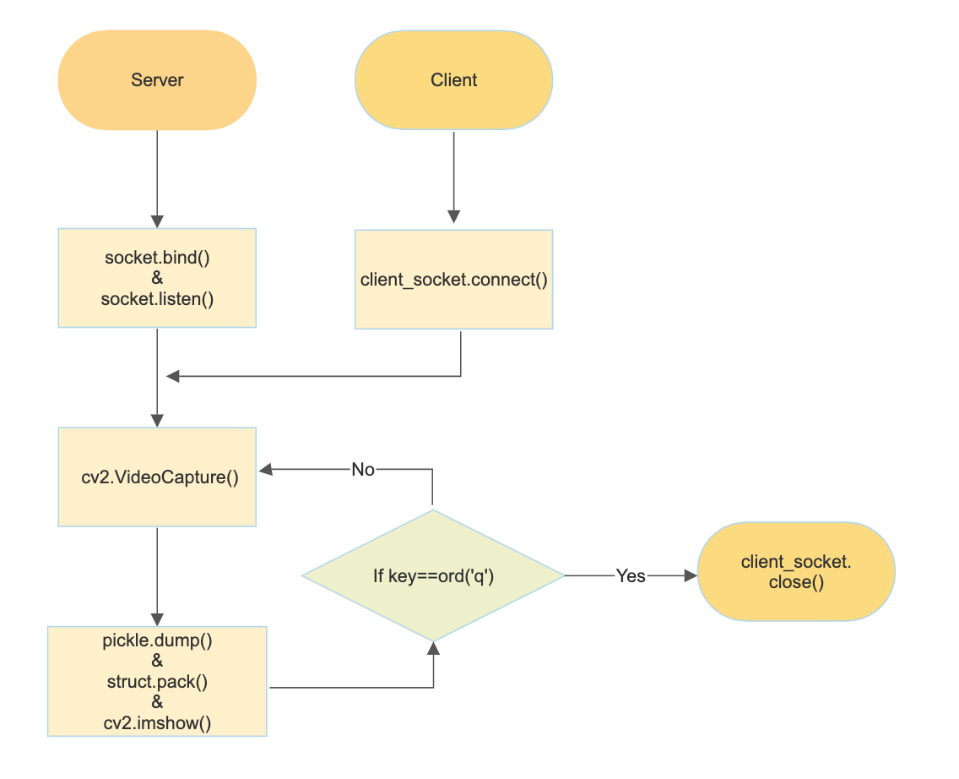 Server
Client
socket.bind()
&
socket.listen()
client_socket.connect()
cv2.VideoCapture()
No
If key==ord('q')
Yes
client_socket.
close()
pickle.dump()
&
struct.pack()
&
cv2.imshow()